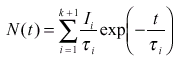 N(t) = \sum_{i=1}^{k+1} \frac{I_i}{\tau_i} \exp\left(-\frac{t}{\tau_i}\right)